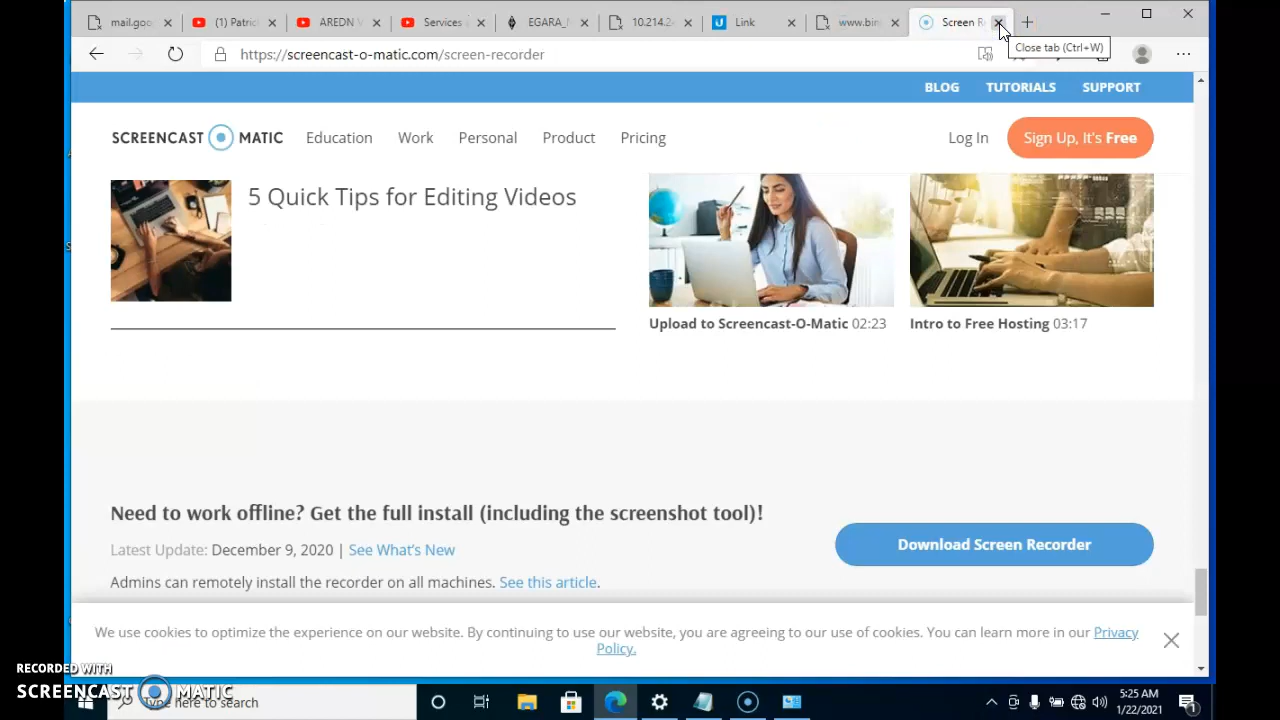 mail.goo
(1) Patric
AREDN V
Services
EGARA_
10.214.2
Link
www.bin
Screen R
Close tab (Ctrl+W)
https://screencast-o-matic.com/screen-recorder
BLOG TUTORIALS SUPPORT
SCREENCAST MATIC Education Work Personal Product Pricing Log In Sign Up, It's Free
5 Quick Tips for Editing Videos
Upload to Screencast-O-Matic 02:23
Intro to Free Hosting 03:17
Need to work offline? Get the full install (including the screenshot tool)!
Latest Update: December 9, 2020 | See What's New
Download Screen Recorder
Admins can remotely install the recorder on all machines. See this article.
We use cookies to optimize the experience on our website. By continuing to use our website, you are agreeing to our use of cookies. You can learn more in our Privacy
Policy.
RECORDED WITH
SCREENCAST MATIC
Type here to search
5:25 AM
1/22/2021
1